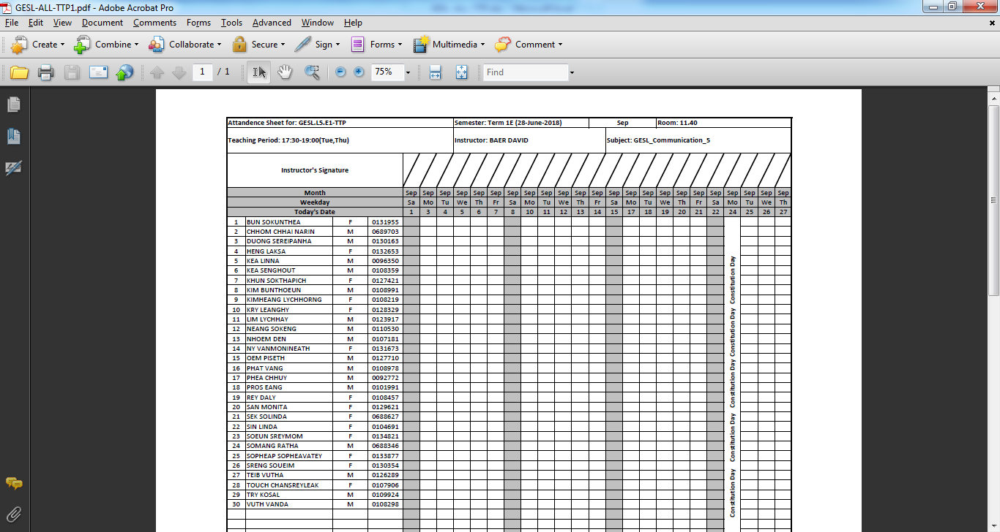 GESL-ALL-TTP1.pdf - Adobe Acrobat Pro
File Edit View Document Comments Forms Tools Advanced Window Help
Create Combine Collaborate Secure Sign Forms Multimedia Comment
1 / 1 75% Find
Attandence Sheet for: GESL.L5.E1-TTP Semester: Term 1E (28-June-2018) Sep Room: 11.40
Teaching Period: 17:30-19:00(Tue,Thu) Instructor: BAER DAVID Subject: GESL_Communication_5
Instructor's Signature
Month Sep Sep Sep Sep Sep Sep Sep Sep Sep Sep Sep Sep Sep Sep Sep Sep Sep Sep Sep Sep Sep Sep Sep
Weekday Sa Mo Tu We Th Fr Sa Mo Tu We Th Fr Sa Mo Tu We Th Fr Sa Mo Tu We Th
Today's Date 1 3 4 5 6 7 8 10 11 12 13 14 15 17 18 19 20 21 22 24 25 26 27
1 BUN SOKUNTHEA F 0131955
2 CHHOM CHHAI NARIN M 0689703
3 DUONG SEREIPANHA M 0130163
4 HENG LAKSA F 0132653
5 KEA LINNA M 0096350
6 KEA SENGHOUT M 0108359
7 KHUN SOKTHAPICH F 0127421
8 KIM BUNTHOEUN M 0108991
9 KIMHEANG LYCHHORNG F 0108219
10 KRY LEANGHY F 0128329
11 LIM LYCHHAY M 0123917
12 NEANG SOKENG M 0110530
13 NHOEM DEN M 0107181
14 NY VANMONINEATH F 0131673
15 OEM PISETH M 0127710
16 PHAT VANG M 0108978
17 PHEA CHHUY M 0092772
18 PROS EANG M 0101991
19 REY DALY F 0108457
20 SAN MONITA F 0129621
21 SEK SOLINDA F 0688627
22 SIN LINDA F 0104691
23 SOEUN SREYMOM F 0134821
24 SOMANG RATHA M 0688346
25 SOPHEAP SOPHEAVATEY F 0133877
26 SRENG SOUEIM F 0130354
27 TEIB VUTHA M 0126289
28 TOUCH CHANSREYLEAK F 0107906
29 TRY KOSAL M 0109924
30 VUTH VANDA M 0108298
Constitution Day Constitution Day Constitution Day Constitution Day Constitution Day